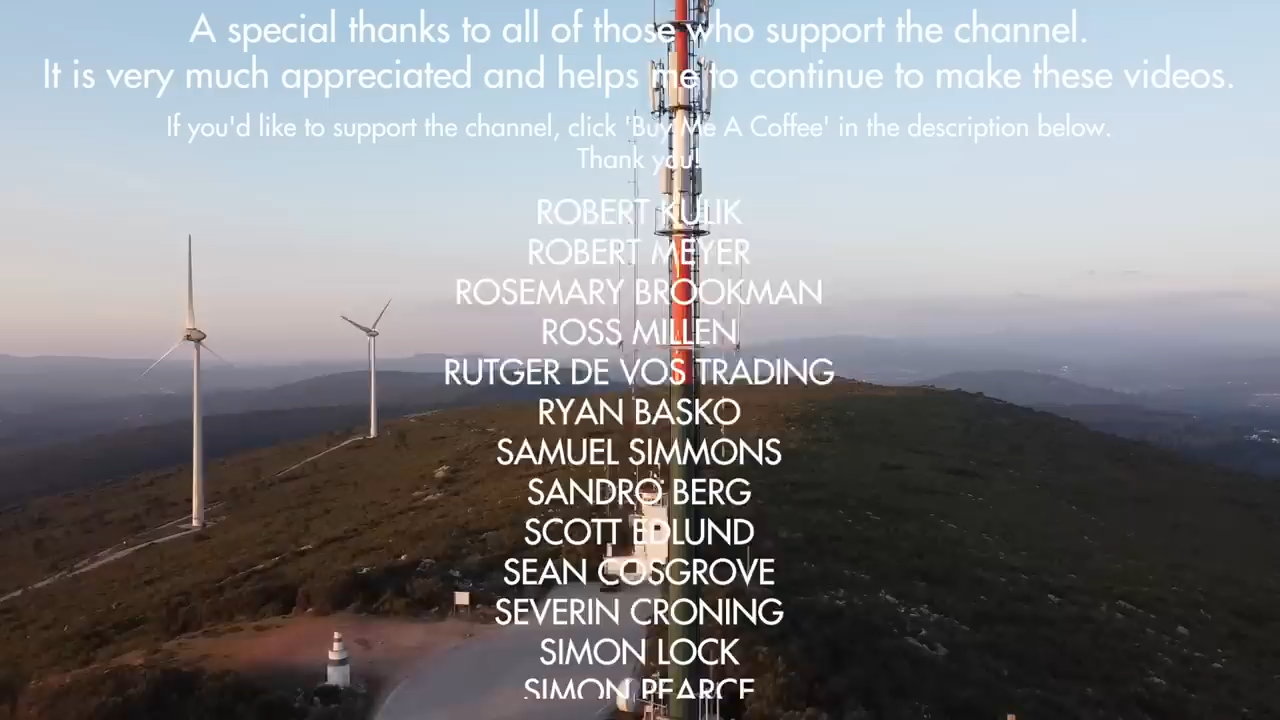 A special thanks to all of those who support the channel.
It is very much appreciated and helps me to continue to make these videos.
If you'd like to support the channel, click 'Buy Me A Coffee' in the description below.
Thank you!
ROBERT KULIK
ROBERT MEYER
ROSEMARY BROOKMAN
ROSS MILLEN
RUTGER DE VOS TRADING
RYAN BASKO
SAMUEL SIMMONS
SANDRO BERG
SCOTT EDLUND
SEAN COSGROVE
SEVERIN CRONING
SIMON LOCK
SIMON PEARCE